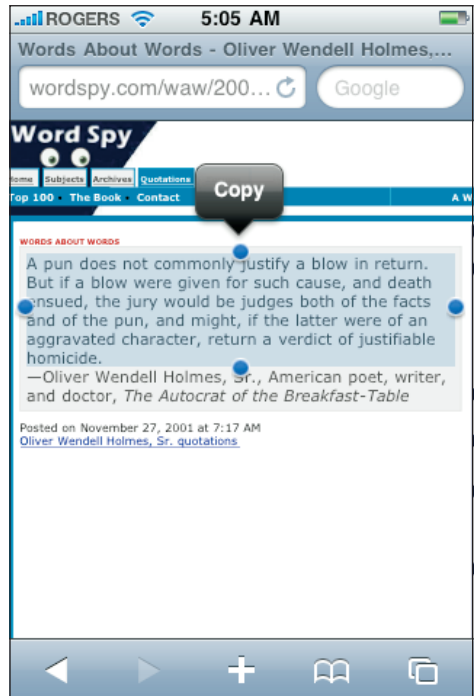 ROGERS 5:05 AM
Words About Words - Oliver Wendell Holmes,...
wordspy.com/waw/200... Google
Word Spy
Home Subjects Archives Quotations
Top 100 · The Book · Contact A W
Copy
WORDS ABOUT WORDS
A pun does not commonly justify a blow in return.
But if a blow were given for such cause, and death
ensued, the jury would be judges both of the facts
and of the pun, and might, if the latter were of an
aggravated character, return a verdict of justifiable
homicide.
—Oliver Wendell Holmes, Sr., American poet, writer,
and doctor, The Autocrat of the Breakfast-Table
Posted on November 27, 2001 at 7:17 AM
Oliver Wendell Holmes, Sr. quotations